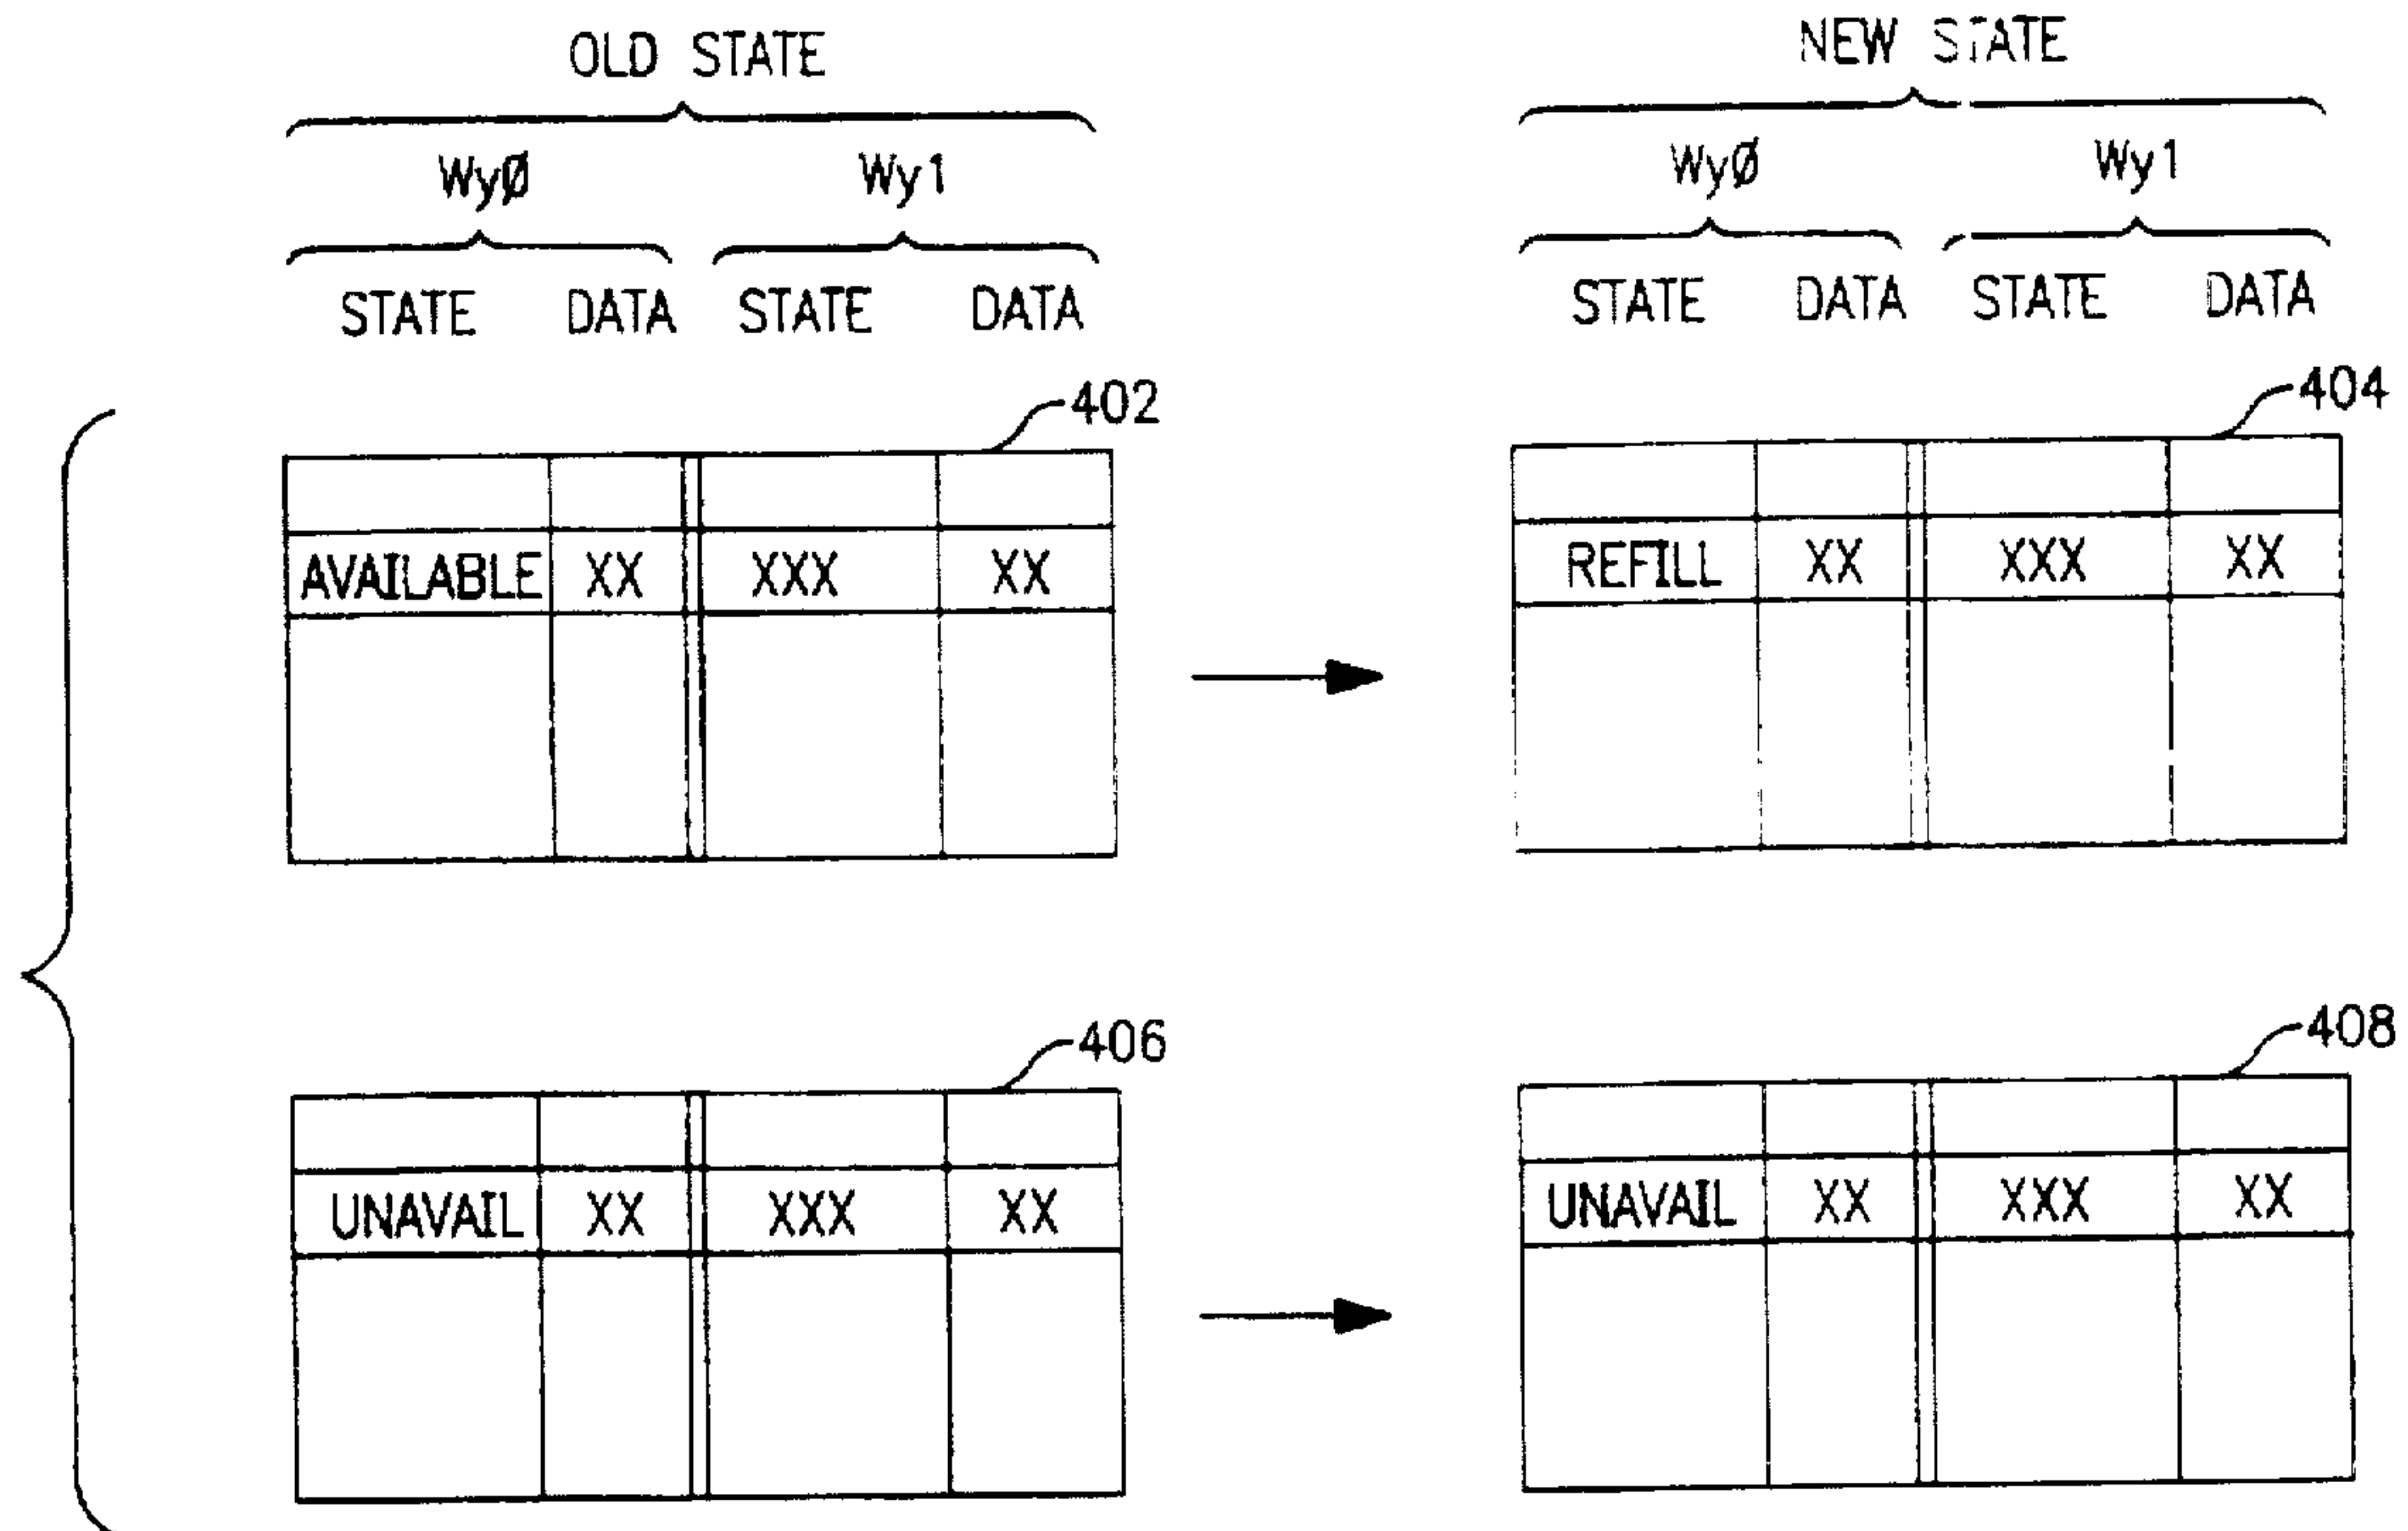 OLD STATE NEW STATE
WyØ Wy1 WyØ Wy1
STATE DATA STATE DATA STATE DATA STATE DATA
402 404
AVAILABLE XX XXX XX REFILL XX XXX XX
406 408
UNAVAIL XX XXX XX UNAVAIL XX XXX XX